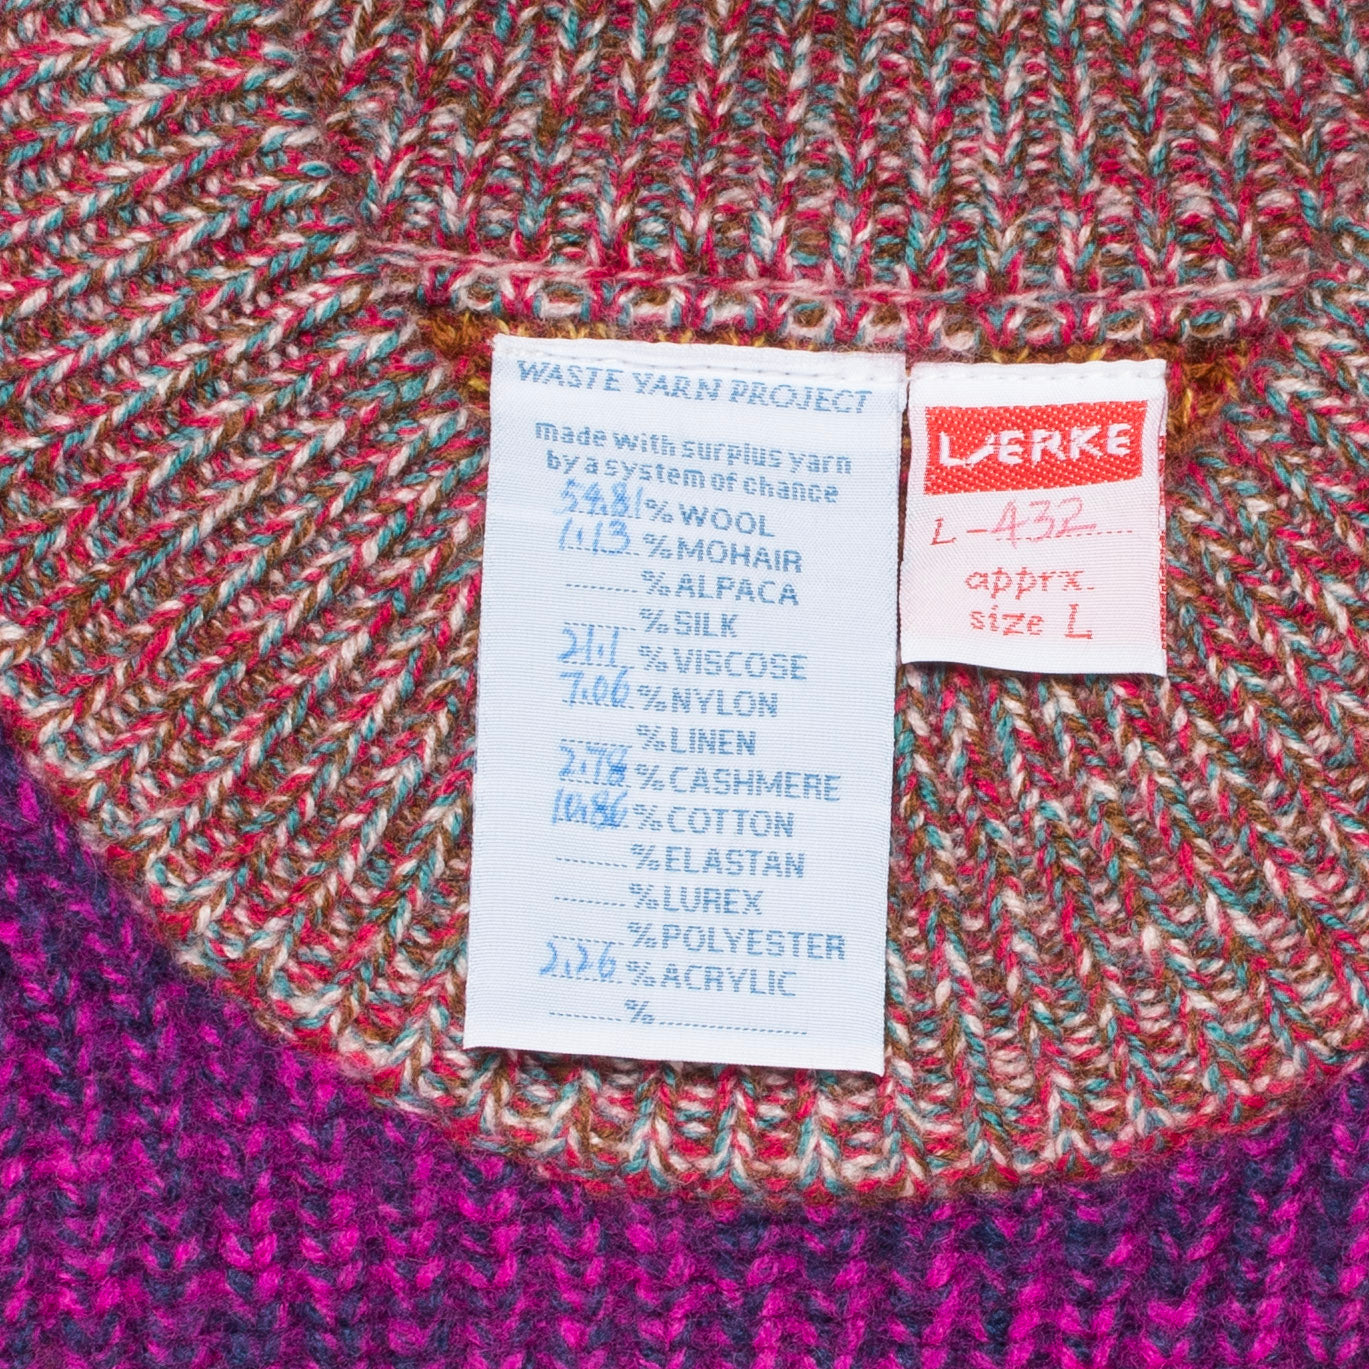 WASTE YARN PROJECT
made with surplus yarn
by a system of chance
54.81% WOOL
1.13 % MOHAIR
% ALPACA
% SILK
21.1 % VISCOSE
7.06 % NYLON
% LINEN
2.78 % CASHMERE
10.86 % COTTON
% ELASTAN
% LUREX
% POLYESTER
2.26 % ACRYLIC
%
LÆRKE
L-432
apprx.
size L